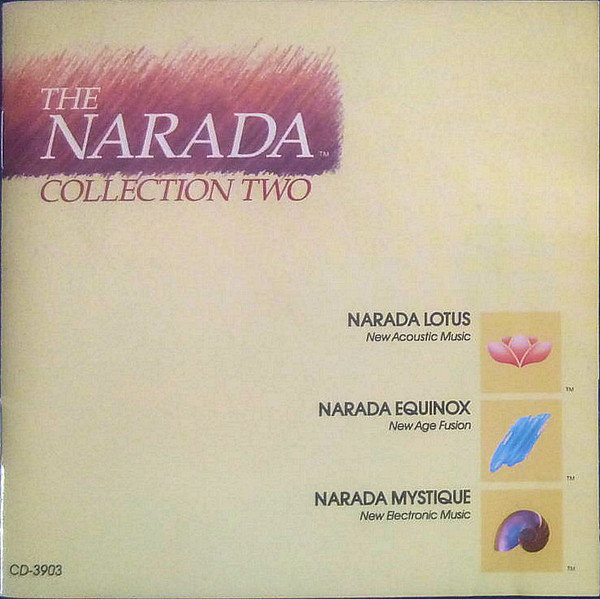 THE
NARADA™
COLLECTION TWO
NARADA LOTUS
New Acoustic Music
™
NARADA EQUINOX
New Age Fusion
™
NARADA MYSTIQUE
New Electronic Music
™
CD-3903